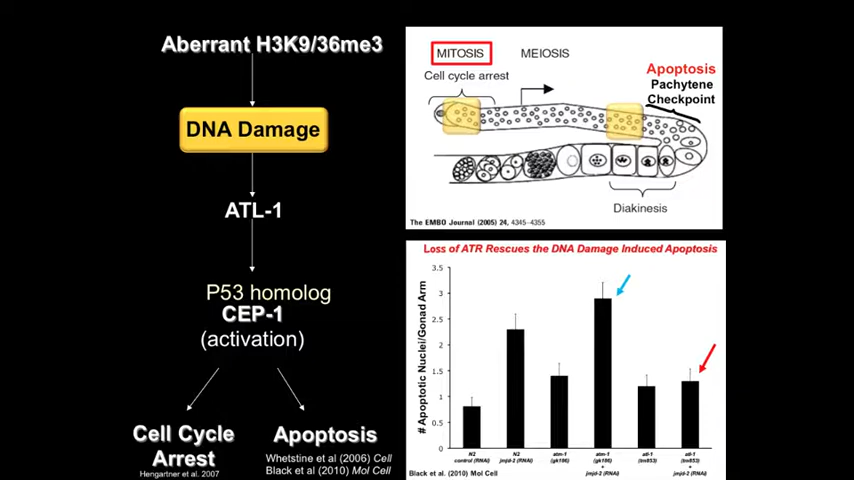 Aberrant H3K9/36me3
DNA Damage
ATL-1
P53 homolog
CEP-1
(activation)
Cell Cycle
Arrest
Hengartner et al. 2007
Apoptosis
Whetstine et al (2006) Cell
Black et al (2010) Mol Cell
MITOSIS
MEIOSIS
Cell cycle arrest
Apoptosis
Pachytene
Checkpoint
Diakinesis
The EMBO Journal (2005) 24, 4345–4355
Loss of ATR Rescues the DNA Damage Induced Apoptosis
# Apoptotic Nuclei/Gonad Arm
3.5
3
2.5
2
1.5
1
0.5
0
N2
control (RNAi)
N2
jmjd-2 (RNAi)
atm-1
(gk186)
atm-1
(gk186)
+
jmjd-2 (RNAi)
atl-1
(tm853)
atl-1
(tm853)
+
jmjd-2 (RNAi)
Black et al. (2010) Mol Cell